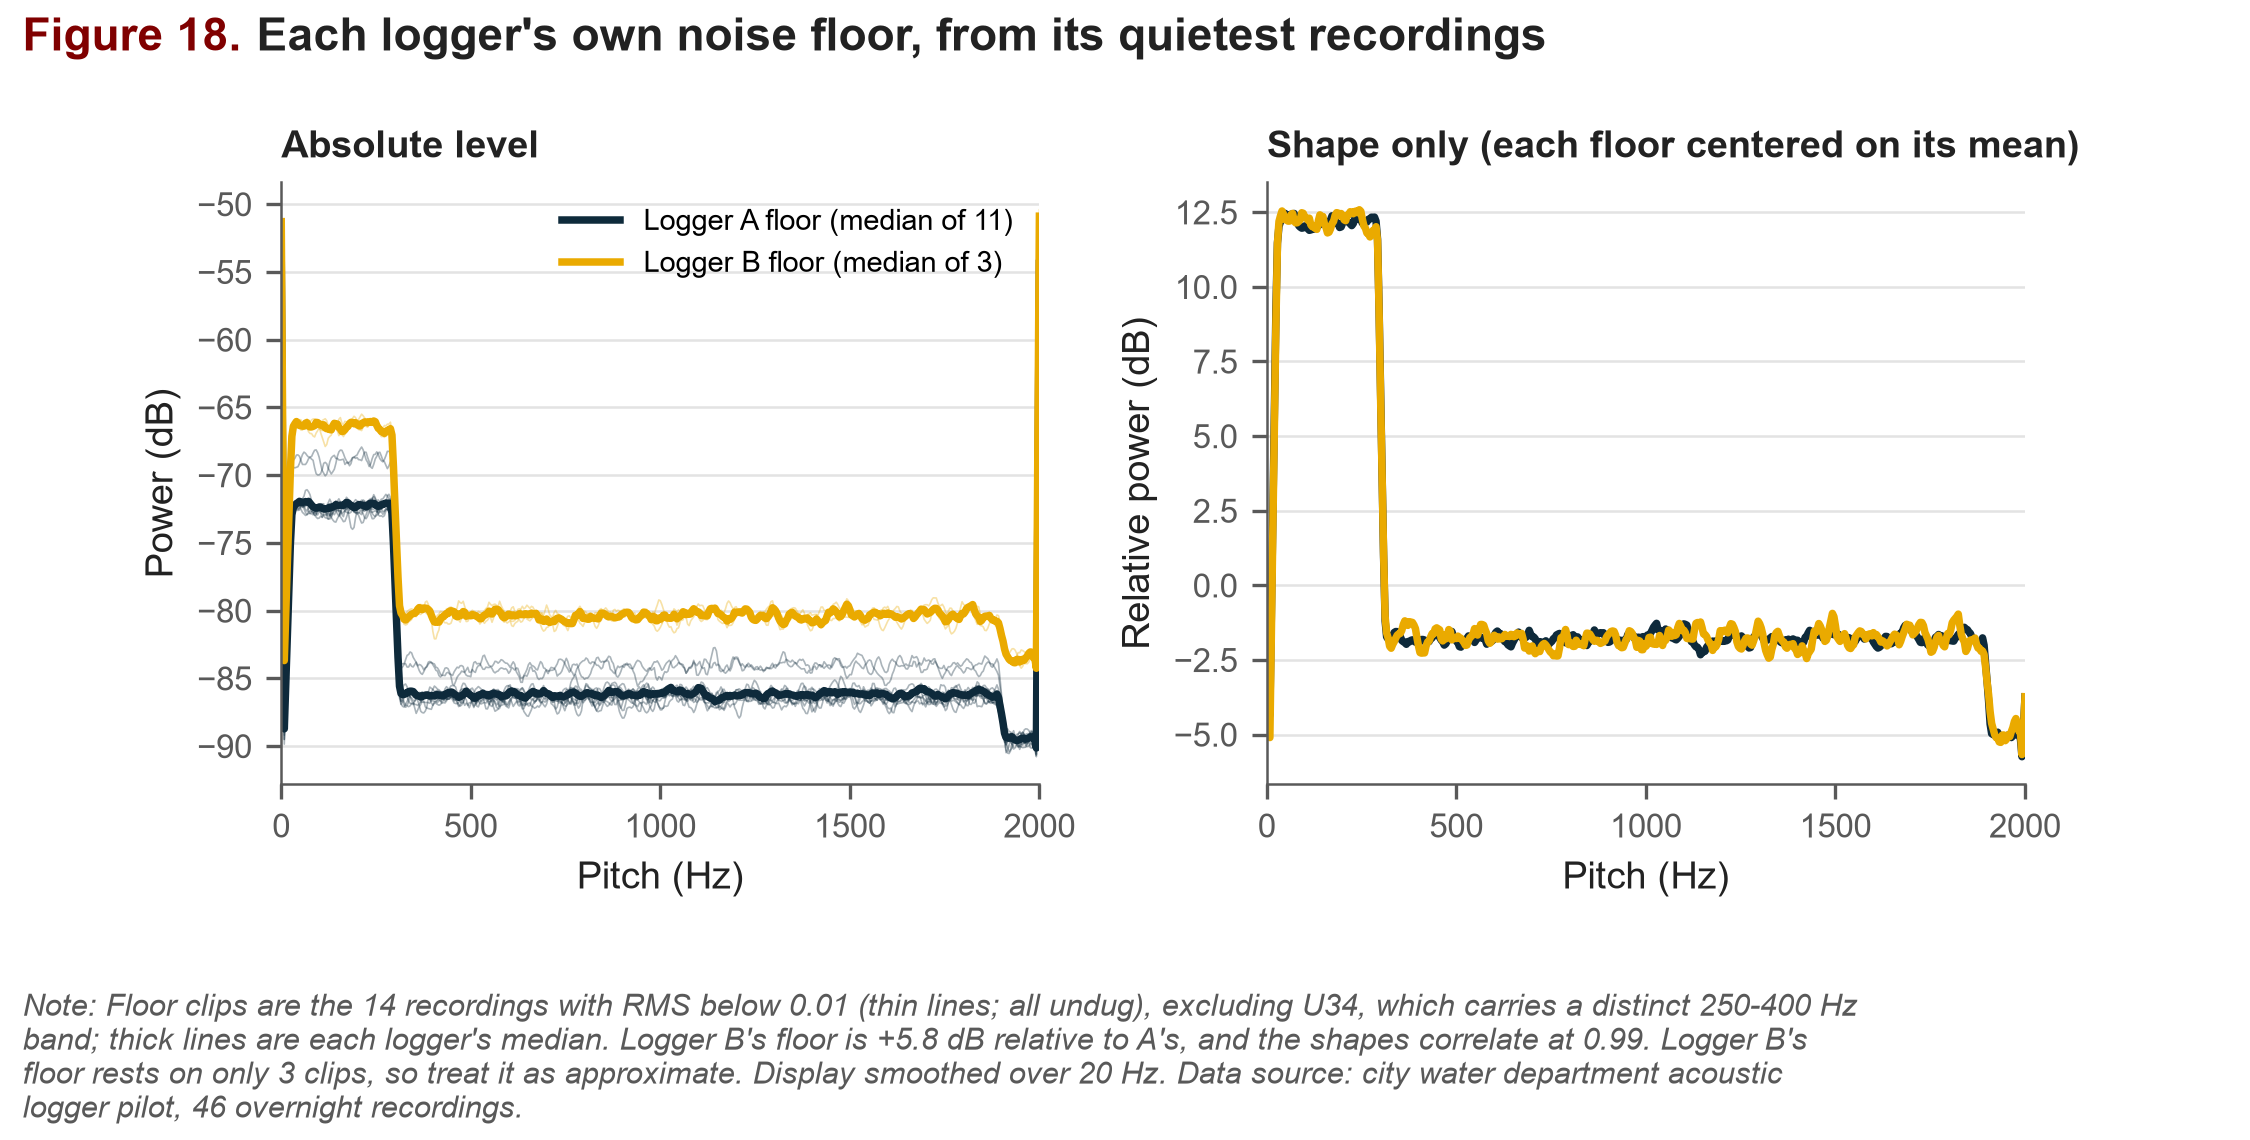 Figure 18. Each logger's own noise floor, from its quietest recordings
Absolute level
Power (dB)
−50
−55
−60
−65
−70
−75
−80
−85
−90
Logger A floor (median of 11)
Logger B floor (median of 3)
0 500 1000 1500 2000
Pitch (Hz)
Shape only (each floor centered on its mean)
Relative power (dB)
12.5
10.0
7.5
5.0
2.5
0.0
−2.5
−5.0
0 500 1000 1500 2000
Pitch (Hz)
Note: Floor clips are the 14 recordings with RMS below 0.01 (thin lines; all undug), excluding U34, which carries a distinct 250-400 Hz
band; thick lines are each logger's median. Logger B's floor is +5.8 dB relative to A's, and the shapes correlate at 0.99. Logger B's
floor rests on only 3 clips, so treat it as approximate. Display smoothed over 20 Hz. Data source: city water department acoustic
logger pilot, 46 overnight recordings.